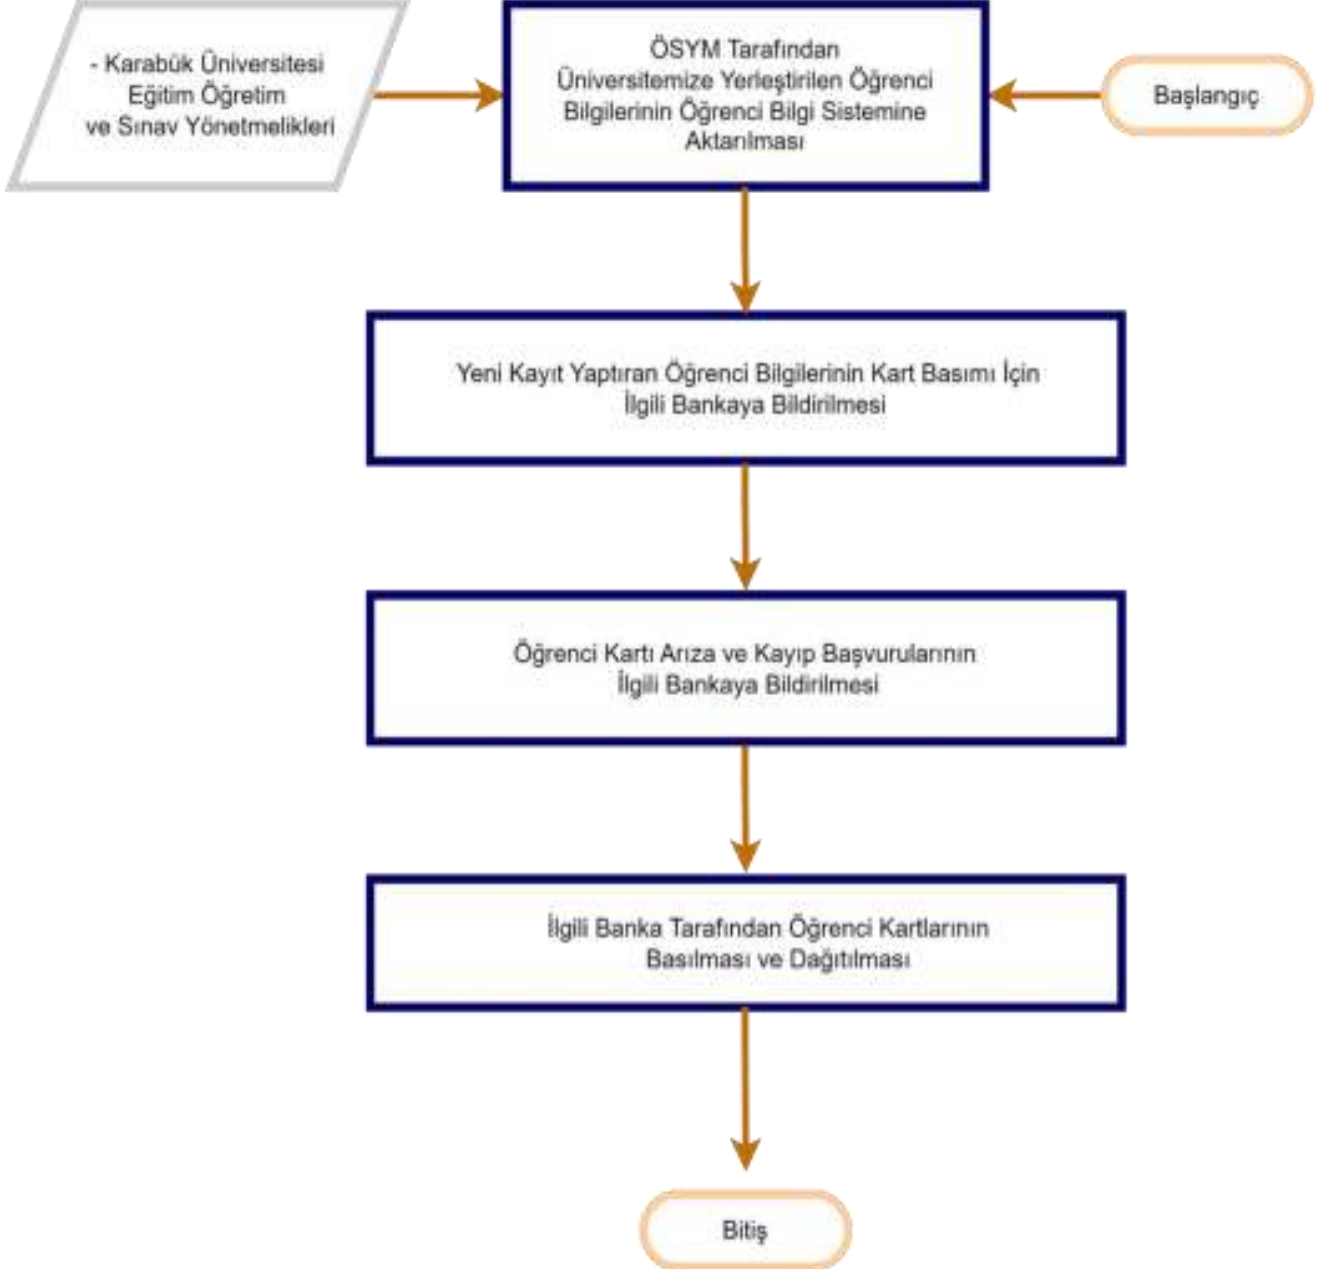 - Karabük Üniversitesi
Eğitim Öğretim
ve Sınav Yönetmelikleri
ÖSYM Tarafından
Üniversitemize Yerleştirilen Öğrenci
Bilgilerinin Öğrenci Bilgi Sistemine
Aktarılması
Başlangıç
Yeni Kayıt Yaptıran Öğrenci Bilgilerinin Kart Basımı İçin
İlgili Bankaya Bildirilmesi
Öğrenci Kartı Arıza ve Kayıp Başvurularının
İlgili Bankaya Bildirilmesi
İlgili Banka Tarafından Öğrenci Kartlarının
Basılması ve Dağıtılması
Bitiş